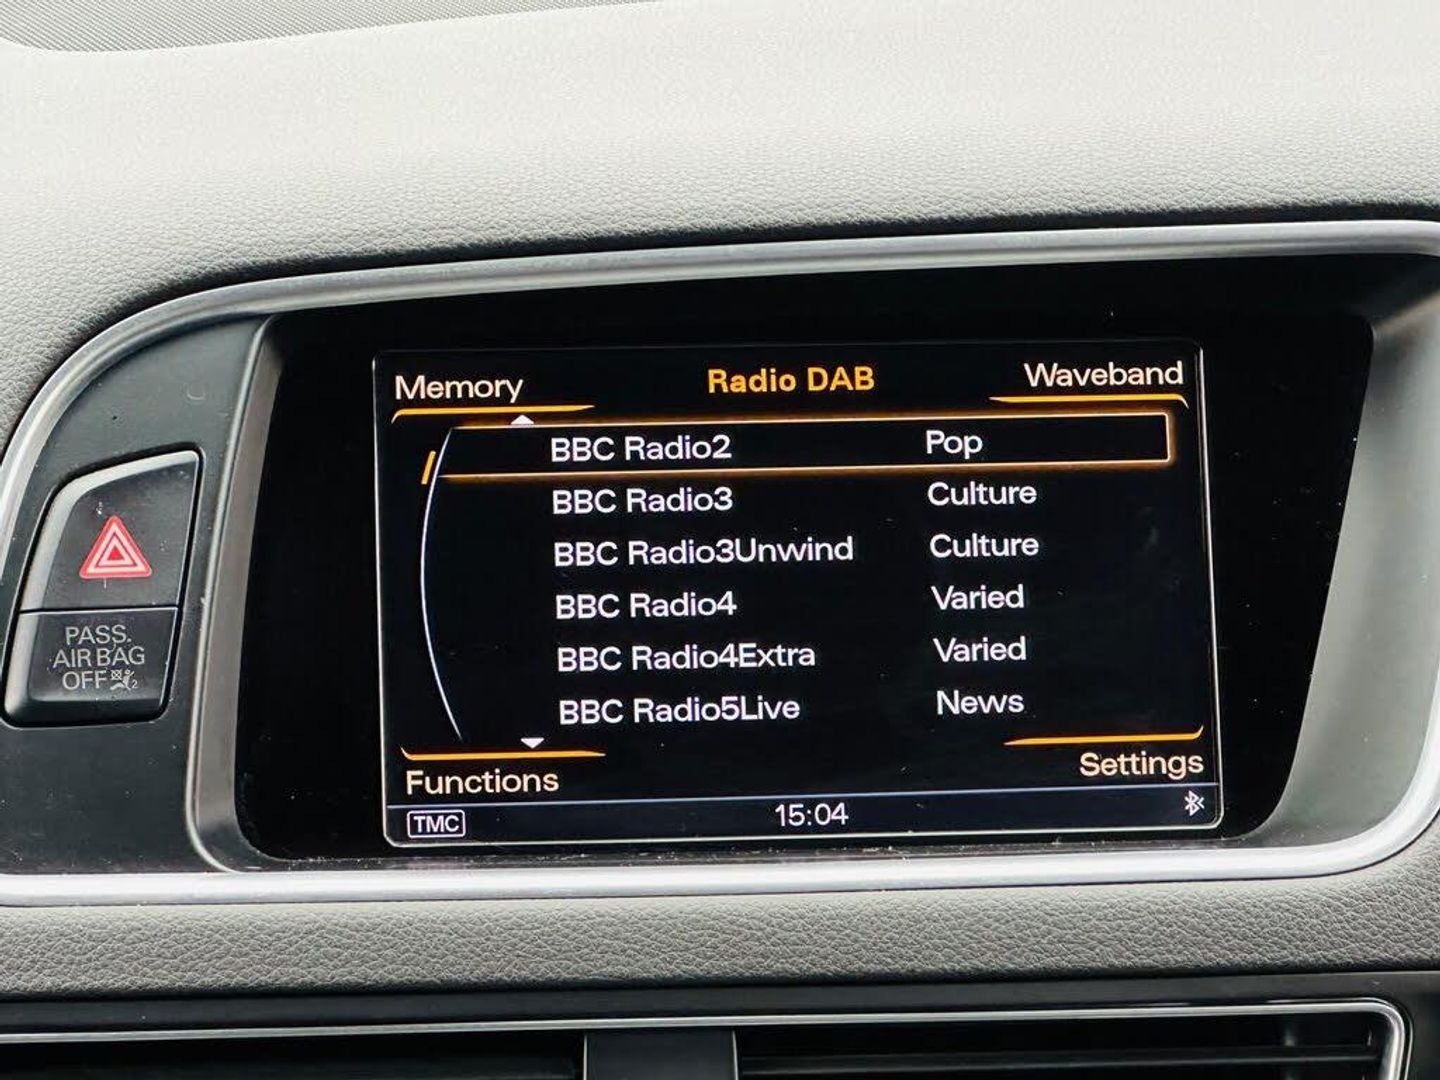 Memory Radio DAB Waveband
BBC Radio2 Pop
BBC Radio3 Culture
BBC Radio3Unwind Culture
BBC Radio4 Varied
BBC Radio4Extra Varied
BBC Radio5Live News
Functions Settings
TMC 15:04
PASS.
AIR BAG
OFF